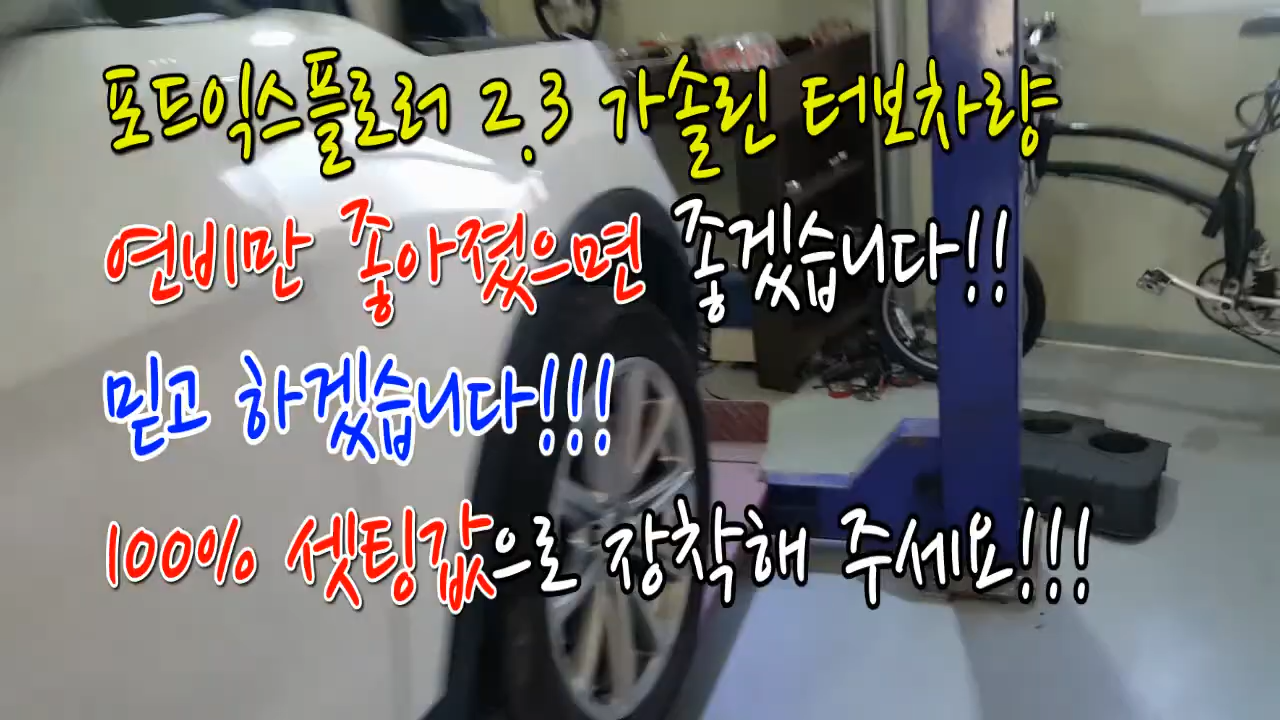 포드익스플로러 2.3 가솔린 터보차량
연비만 좋아졌으면 좋겠습니다!!
믿고 하겠습니다!!!
100% 셋팅값으로 장착해 주세요!!!